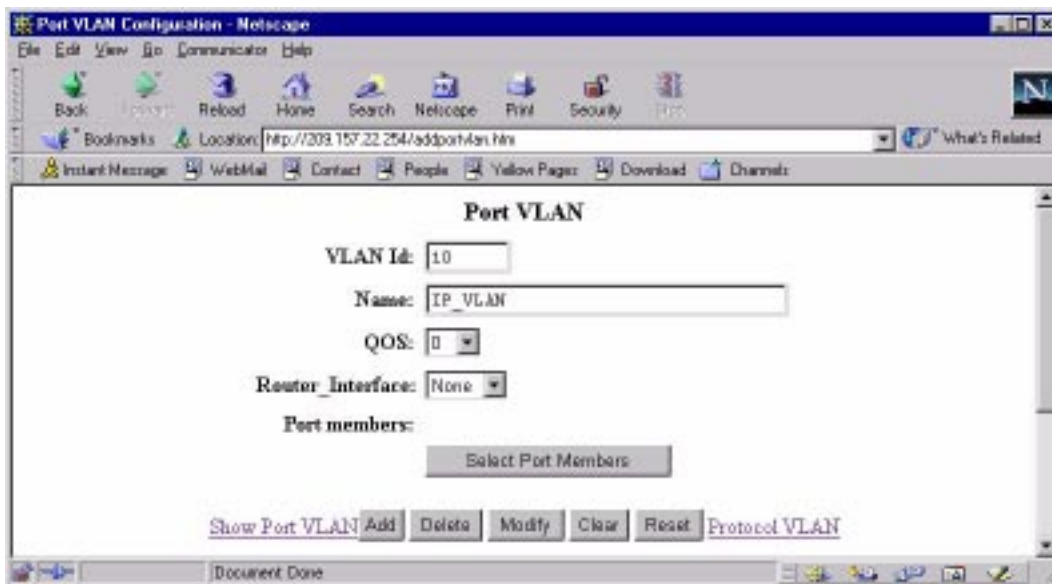 Port VLAN Configuration - Netscape
File Edit View Go Communicator Help
Back Forward Reload Home Search Netscape Print Security Stop
Bookmarks Location: http://209.157.22.254/addportvlan.htm What's Related
Instant Message WebMail Contact People Yellow Pages Download Channels
Port VLAN
VLAN Id: 10
Name: IP_VLAN
QOS: 0
Router_Interface: None
Port members:
Select Port Members
Show Port VLAN Add Delete Modify Clear Reset Protocol VLAN
Document Done